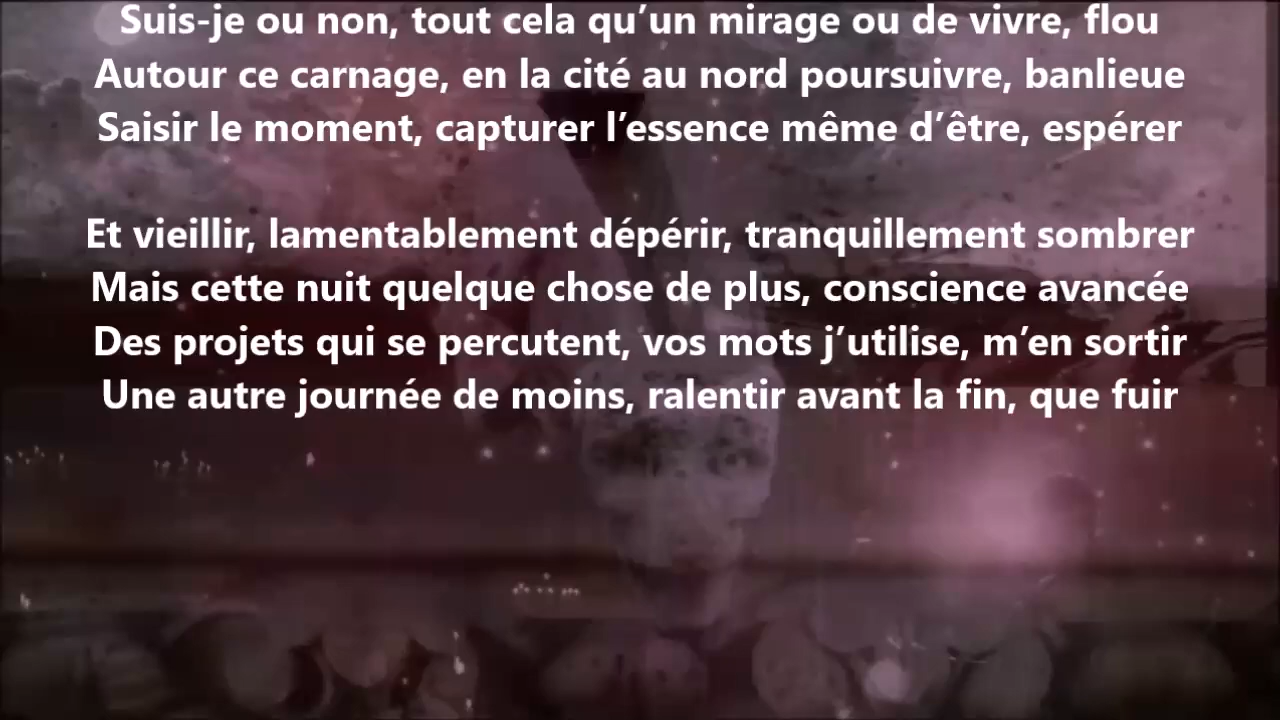 Suis-je ou non, tout cela qu’un mirage ou de vivre, flou
Autour ce carnage, en la cité au nord poursuivre, banlieue
Saisir le moment, capturer l’essence même d’être, espérer
Et vieillir, lamentablement dépérir, tranquillement sombrer
Mais cette nuit quelque chose de plus, conscience avancée
Des projets qui se percutent, vos mots j’utilise, m’en sortir
Une autre journée de moins, ralentir avant la fin, que fuir